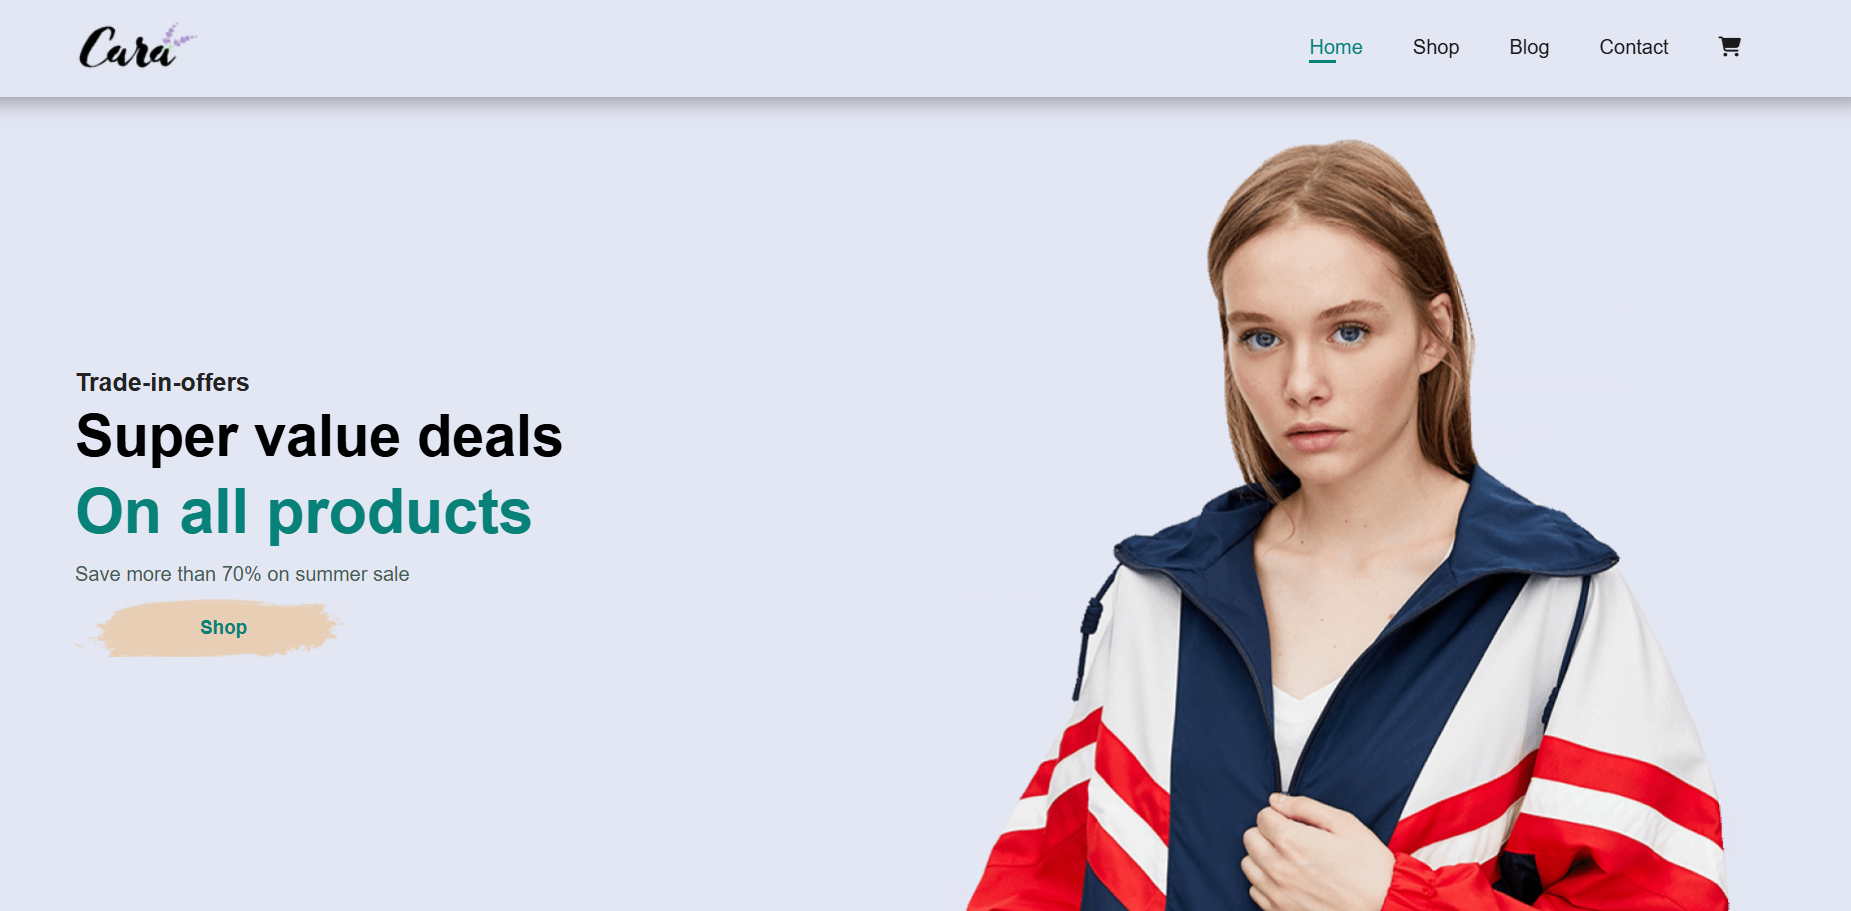 Cara
Home Shop Blog Contact
Trade-in-offers
Super value deals
On all products
Save more than 70% on summer sale
Shop